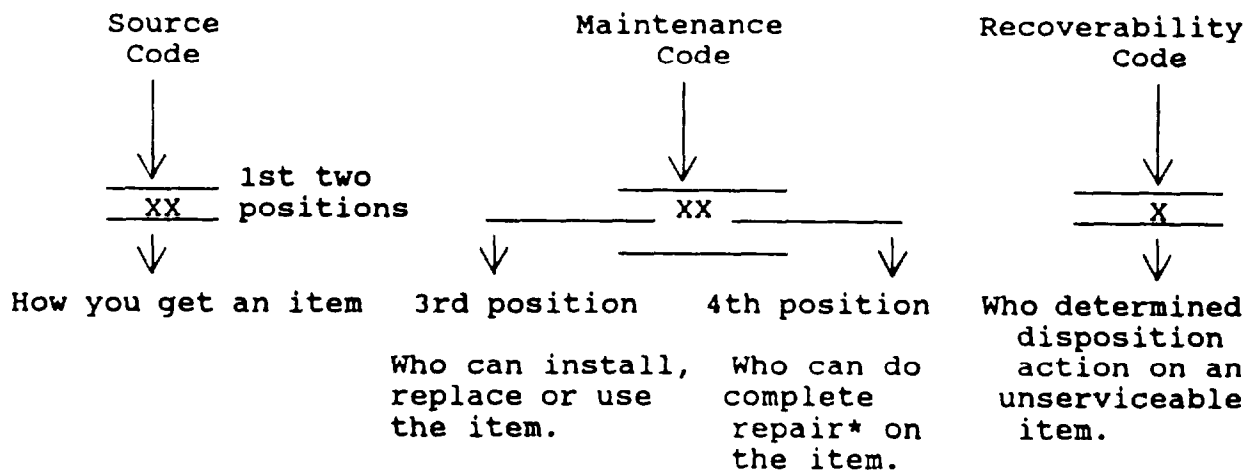 Source Code
Maintenance Code
Recoverability Code
XX
1st two positions
XX
X
How you get an item
3rd position
4th position
Who determined
disposition
action on an
unserviceable
item.
Who can install,
replace or use
the item.
Who can do
complete
repair* on
the item.